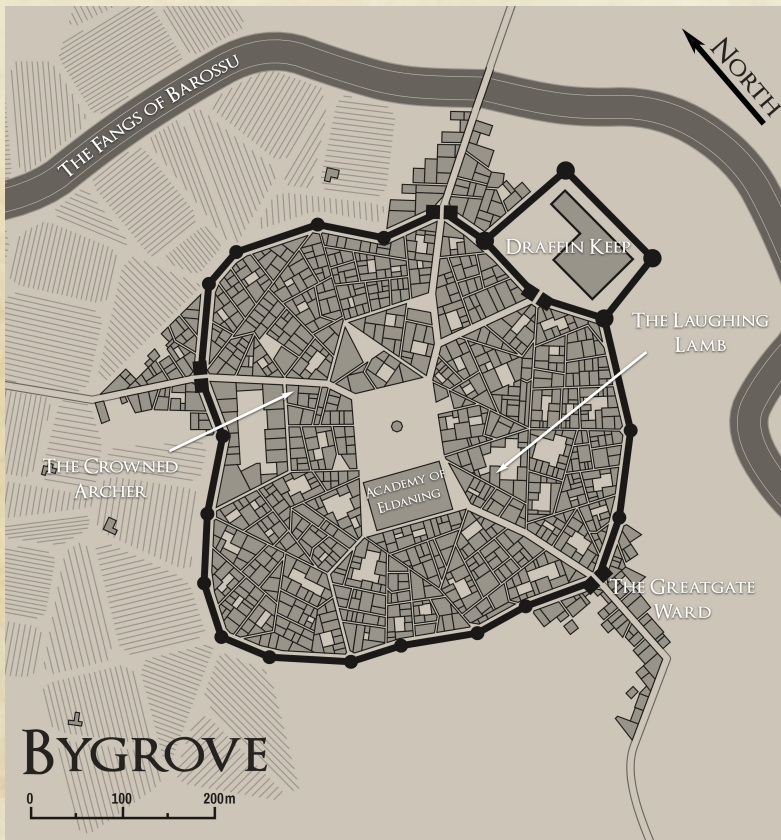 NORTH
THE FANGS OF BAROSSU
DRAFFIN KEEP
THE LAUGHING
LAMB
THE CROWNED
ARCHER
ACADEMY OF
ELDANING
THE GREATGATE
WARD
BYGROVE
0 100 200m